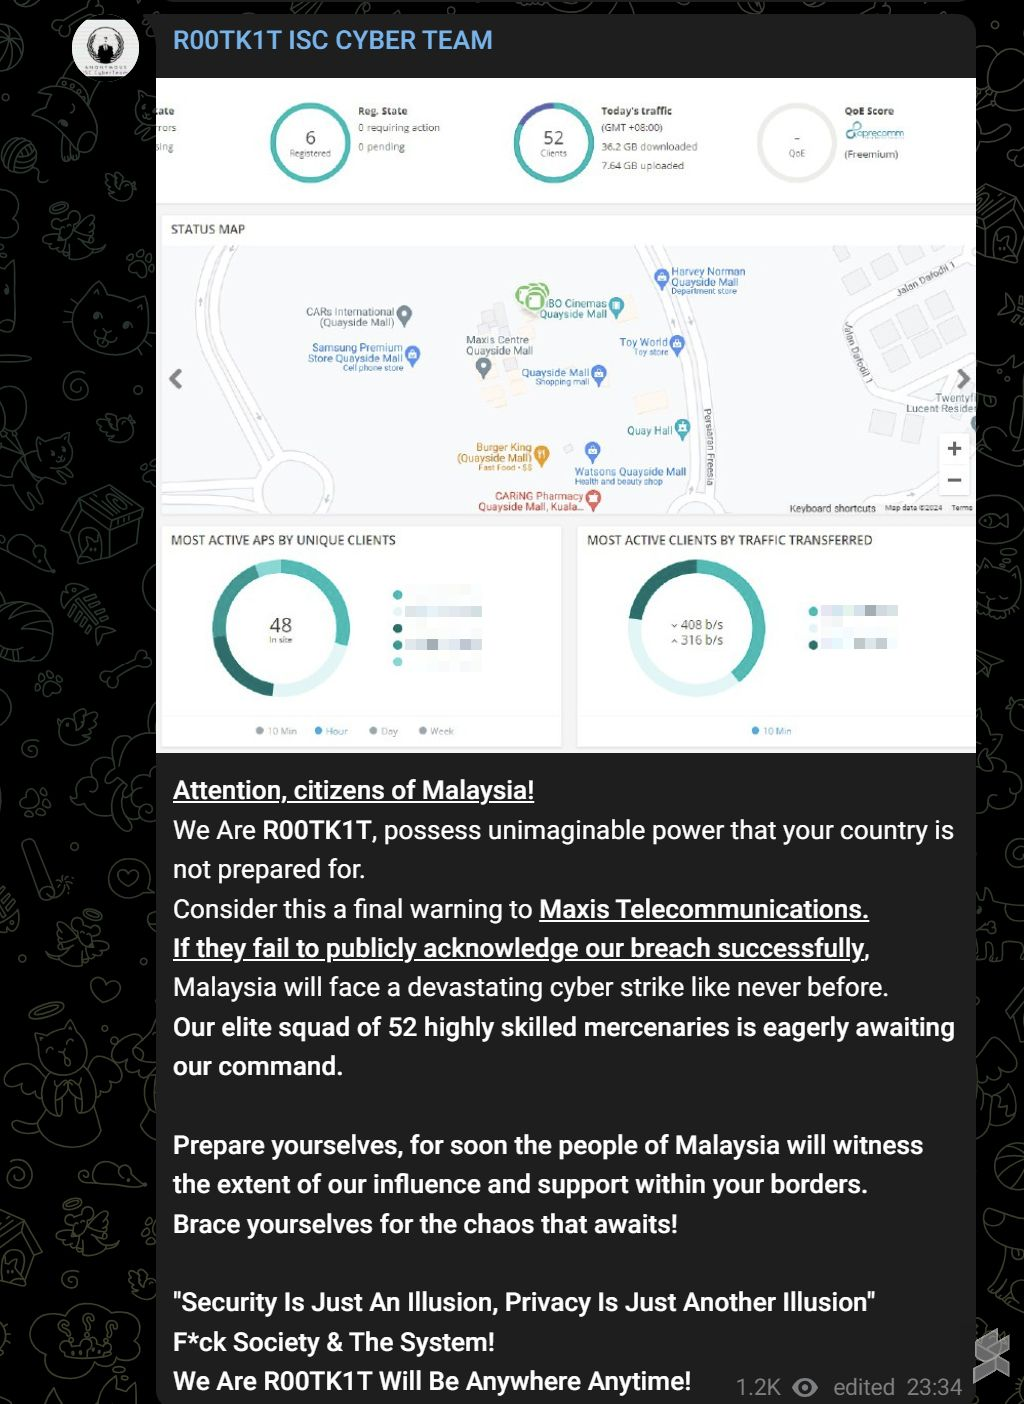 R00TK1T ISC CYBER TEAM
Reg. State
6
Registered
0 requiring action
0 pending
52
Clients
Today's traffic
(GMT +08:00)
36.2 GB downloaded
7.64 GB uploaded
-
QoE
QoE Score
aprecomm
(Freemium)
STATUS MAP
Harvey Norman
Quayside Mall
Department store
Jalan Dafodil 1
IBO Cinemas
Quayside Mall
CARs International
(Quayside Mall)
Maxis Centre
Quayside Mall
Toy World
Toy store
Jalan Dafodil 1
Samsung Premium
Store Quayside Mall
Cell phone store
Quayside Mall
Shopping mall
Twentyfi
Lucent Reside
Persiaran Freesia
Quay Hall
Burger King
(Quayside Mall)
Fast Food • $$
Watsons Quayside Mall
Health and beauty shop
CARiNG Pharmacy
Quayside Mall, Kuala...
+
−
Keyboard shortcuts Map data ©2024 Terms
MOST ACTIVE APS BY UNIQUE CLIENTS
48
In site
10 Min Hour Day Week
MOST ACTIVE CLIENTS BY TRAFFIC TRANSFERRED
408 b/s
316 b/s
10 Min
Attention, citizens of Malaysia!
We Are R00TK1T, possess unimaginable power that your country is
not prepared for.
Consider this a final warning to Maxis Telecommunications.
If they fail to publicly acknowledge our breach successfully,
Malaysia will face a devastating cyber strike like never before.
Our elite squad of 52 highly skilled mercenaries is eagerly awaiting
our command.
Prepare yourselves, for soon the people of Malaysia will witness
the extent of our influence and support within your borders.
Brace yourselves for the chaos that awaits!
"Security Is Just An Illusion, Privacy Is Just Another Illusion"
F*ck Society & The System!
We Are R00TK1T Will Be Anywhere Anytime!
1.2K edited 23:34